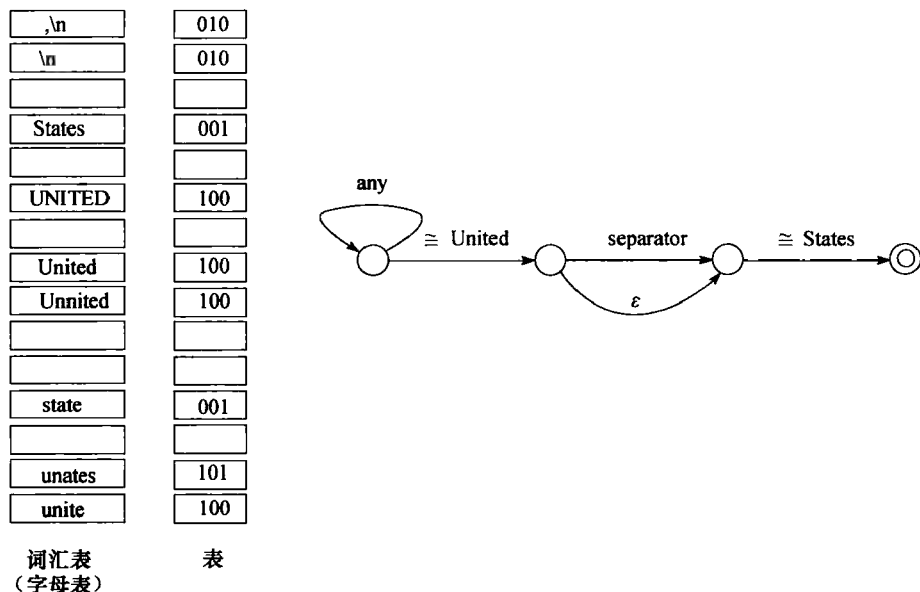 ,\n 010
\n 010
States 001
UNITED 100
United 100
Unnited 100
state 001
unates 101
unite 100
词汇表 表
（字母表）
any
≅ United separator ≅ States
ε